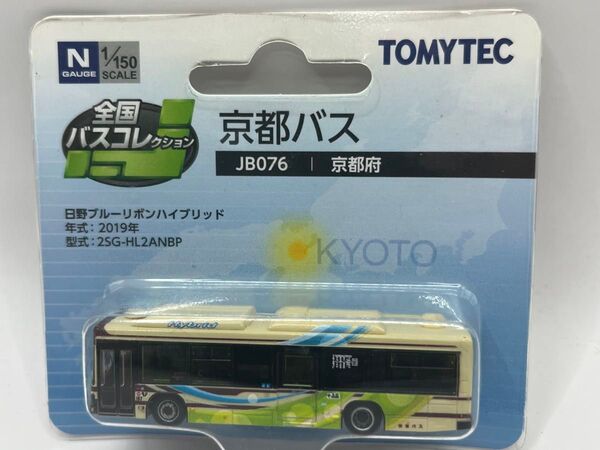 N
GAUGE
1/150
SCALE
TOMYTEC
全国
バスコレクション
京都バス
JB076 | 京都府
日野ブルーリボンハイブリッド
年式:2019年
型式:2SG-HL2ANBP
KYOTO
Hybrid